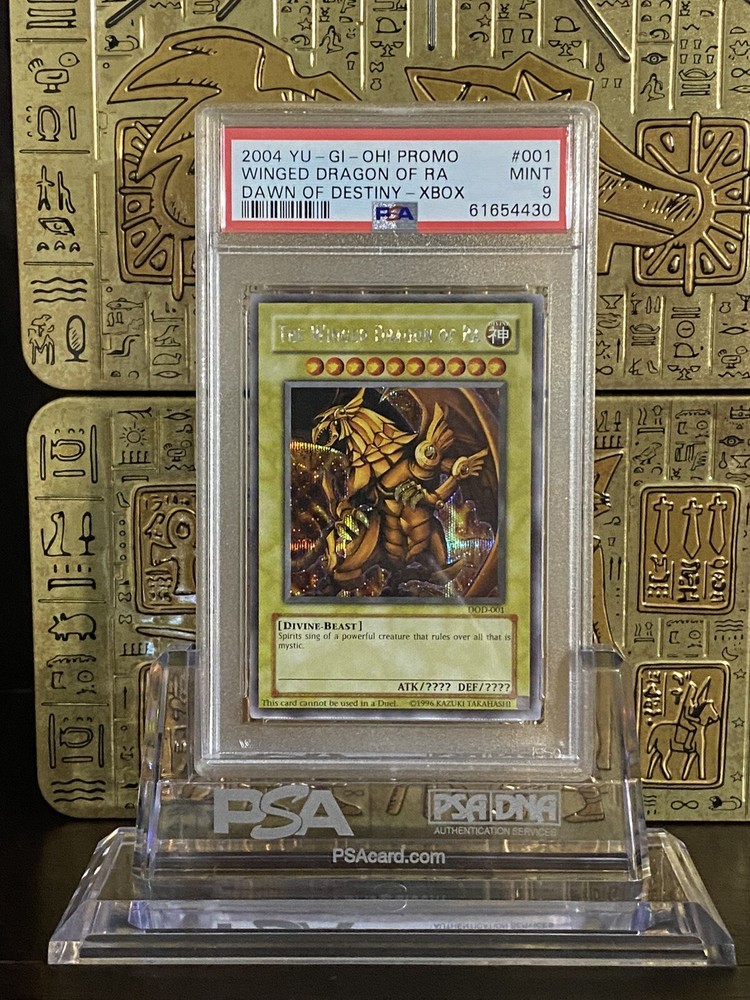 2004 YU-GI-OH! PROMO #001
WINGED DRAGON OF RA MINT
DAWN OF DESTINY-XBOX 9
PSA 61654430
THE WINGED DRAGON OF RA 神
DOD-001
[DIVINE-BEAST]
Spirits sing of a powerful creature that rules over all that is
mystic.
ATK/???? DEF/????
This card cannot be used in a Duel. ©1996 KAZUKI TAKAHASHI
PSA PSA DNA
AUTHENTICATION SERVICES
PSAcard.com